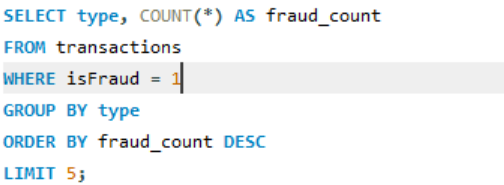 SELECT type, COUNT(*) AS fraud_count
FROM transactions
WHERE isFraud = 1
GROUP BY type
ORDER BY fraud_count DESC
LIMIT 5;